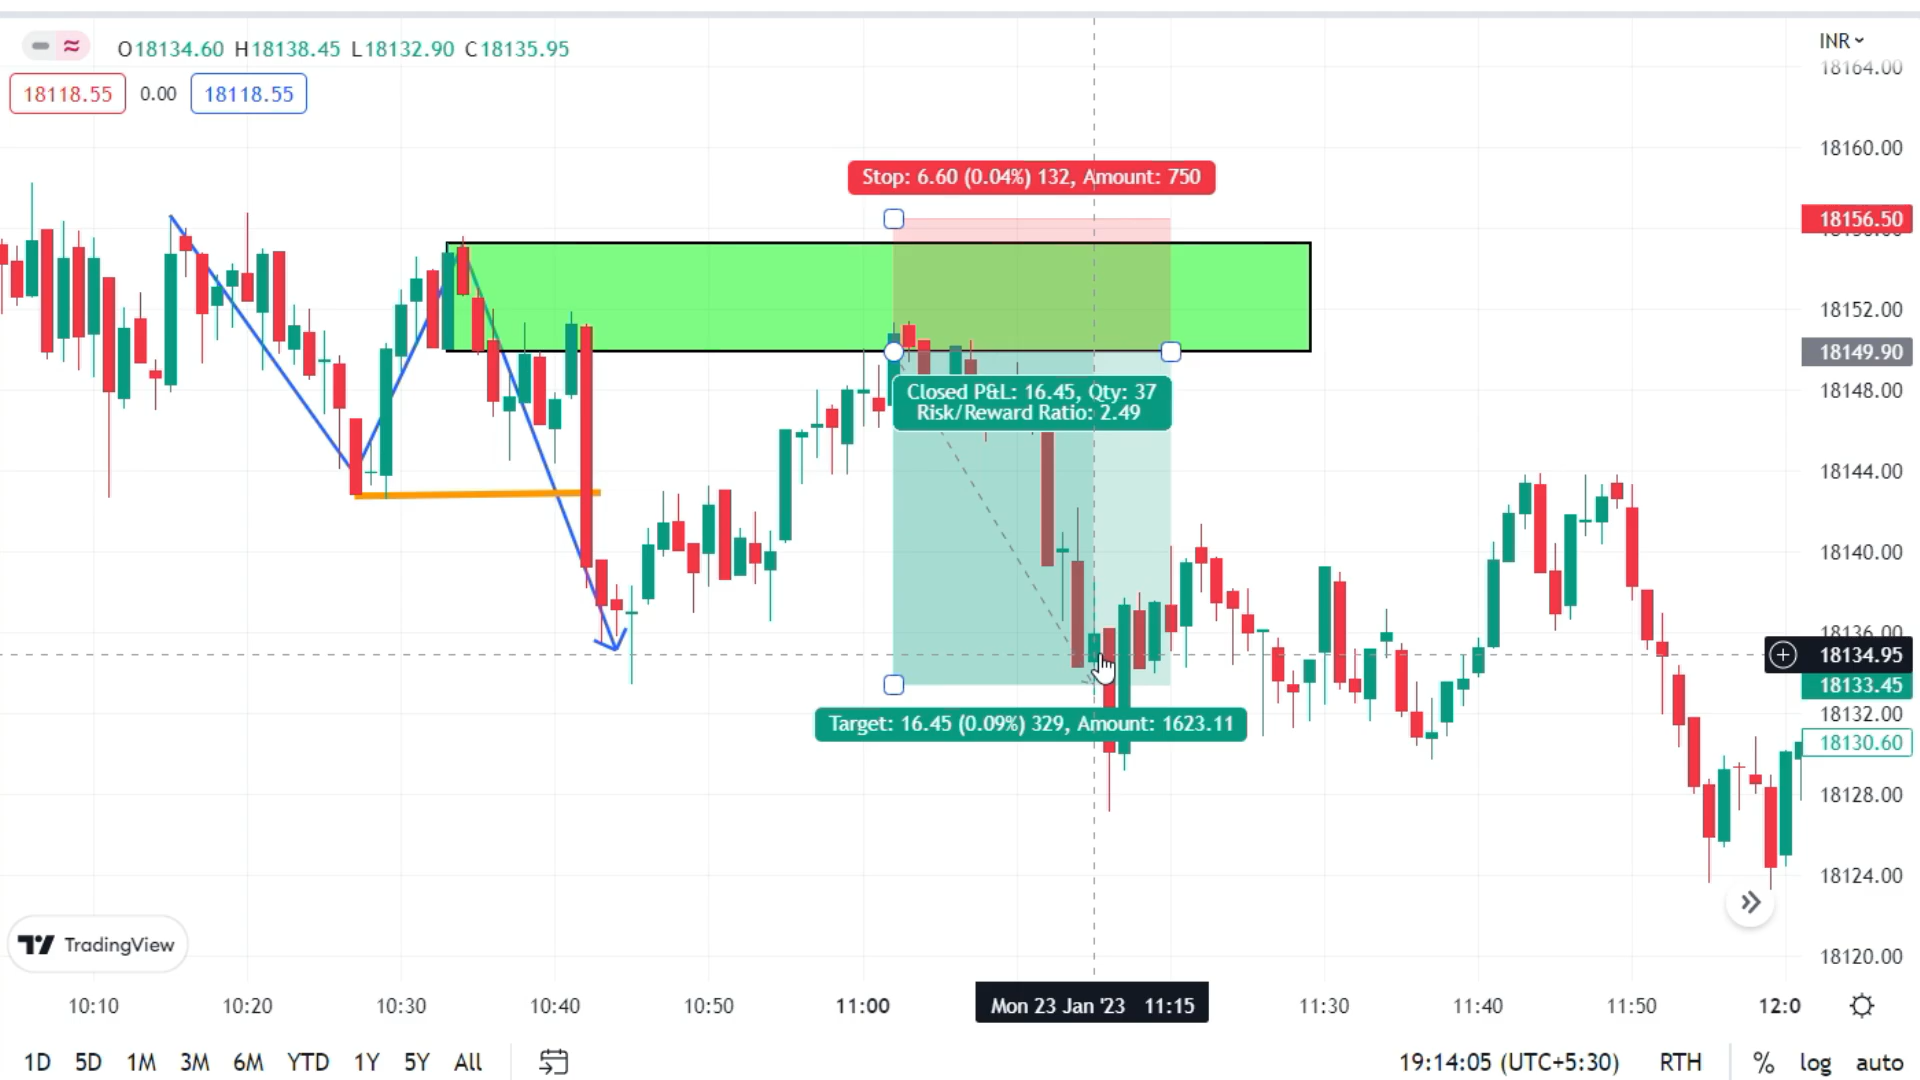 O18134.60 H18138.45 L18132.90 C18135.95
INR
18118.55 0.00 18118.55
18164.00
18160.00
Stop: 6.60 (0.04%) 132, Amount: 750
18156.50
18152.00
18149.90
18148.00
Closed P&L: 16.45, Qty: 37
Risk/Reward Ratio: 2.49
18144.00
18140.00
18136.00
18134.95
18133.45
18132.00
Target: 16.45 (0.09%) 329, Amount: 1623.11
18130.60
18128.00
18124.00
TradingView
18120.00
10:10 10:20 10:30 10:40 10:50 11:00 Mon 23 Jan '23 11:15 11:30 11:40 11:50 12:0
1D 5D 1M 3M 6M YTD 1Y 5Y All 19:14:05 (UTC+5:30) RTH % log auto